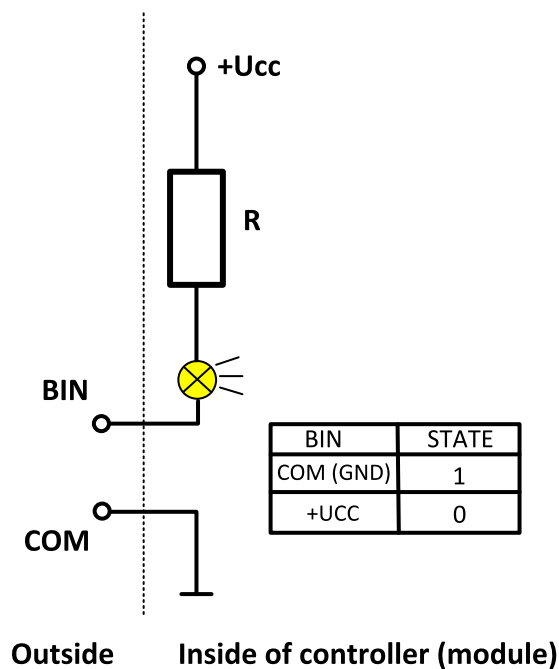 +Ucc
R
BIN
COM
BIN STATE
COM (GND) 1
+UCC 0
Outside Inside of controller (module)